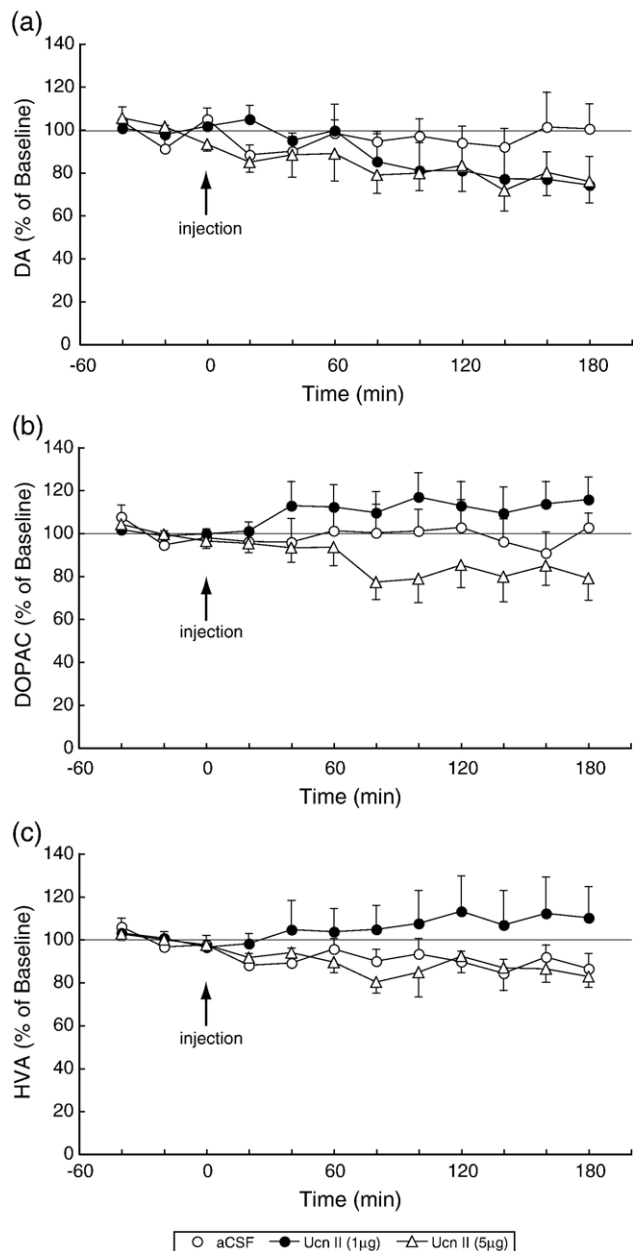 (a)
140
120
100
80
60
40
20
0
DA (% of Baseline)
injection
-60 0 60 120 180
Time (min)
(b)
140
120
100
80
60
40
20
0
DOPAC (% of Baseline)
injection
-60 0 60 120 180
Time (min)
(c)
140
120
100
80
60
40
20
0
HVA (% of Baseline)
injection
-60 0 60 120 180
Time (min)
aCSF Ucn II (1μg) Ucn II (5μg)